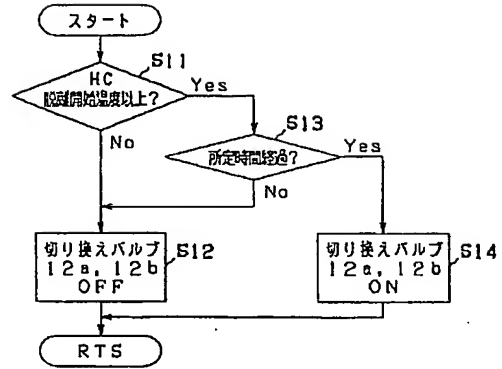 スタート
S11
HC
脱離開始温度以上?
Yes
No
S13
所定時間経過?
Yes
No
切り換えバルブ
12a, 12b
OFF
S12
切り換えバルブ
12a, 12b
ON
S14
RTS